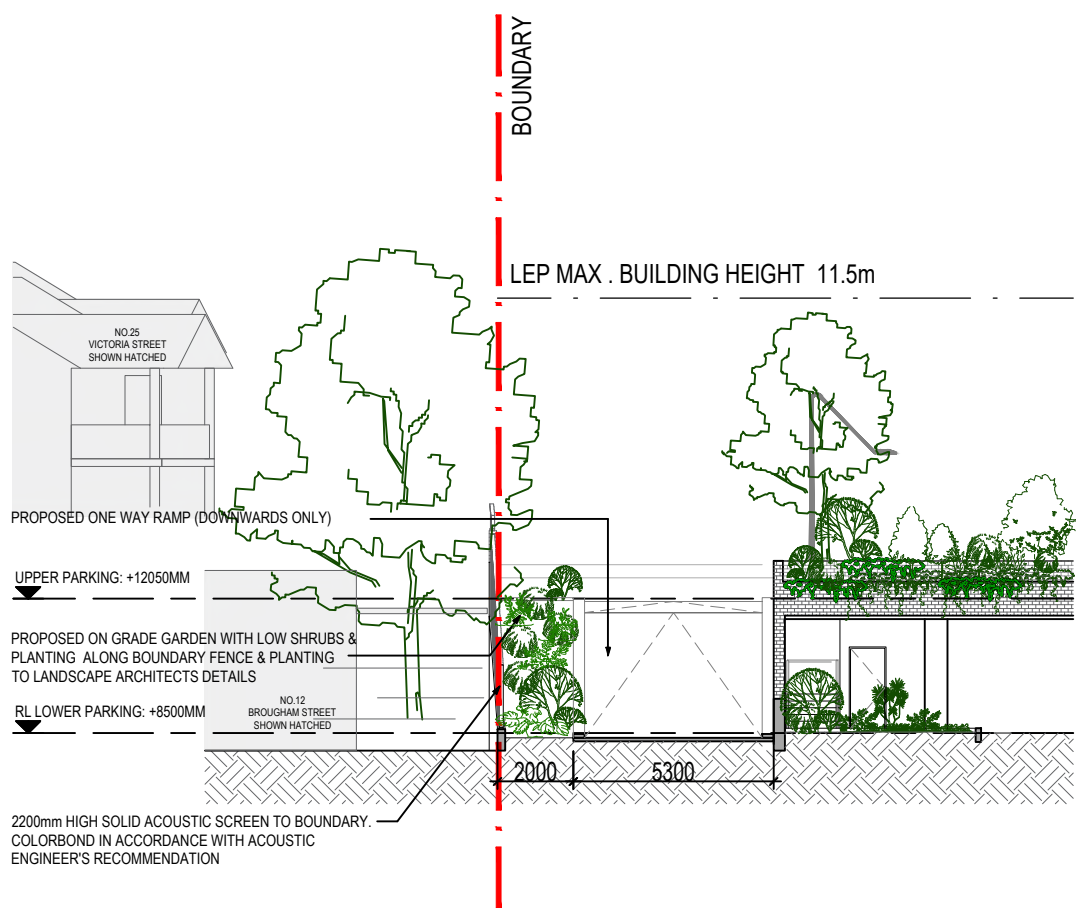 BOUNDARY
LEP MAX . BUILDING HEIGHT 11.5m
NO.25
VICTORIA STREET
SHOWN HATCHED
PROPOSED ONE WAY RAMP (DOWNWARDS ONLY)
UPPER PARKING: +12050MM
PROPOSED ON GRADE GARDEN WITH LOW SHRUBS &
PLANTING ALONG BOUNDARY FENCE & PLANTING
TO LANDSCAPE ARCHITECTS DETAILS
NO.12
BROUGHAM STREET
SHOWN HATCHED
RL LOWER PARKING: +8500MM
2000
5300
2200mm HIGH SOLID ACOUSTIC SCREEN TO BOUNDARY.
COLORBOND IN ACCORDANCE WITH ACOUSTIC
ENGINEER'S RECOMMENDATION